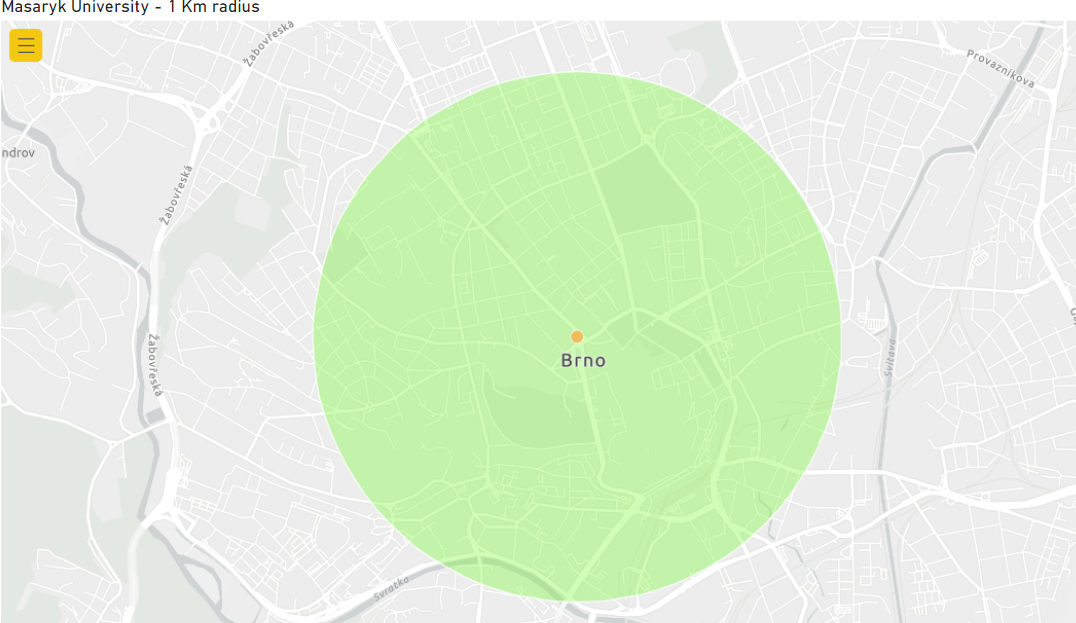 Masaryk University - 1 Km radius
Žabovřeská
Provazníkova
ndrov
Žabovřeská
Žabovřeská
Brno
Svitava
Svratka